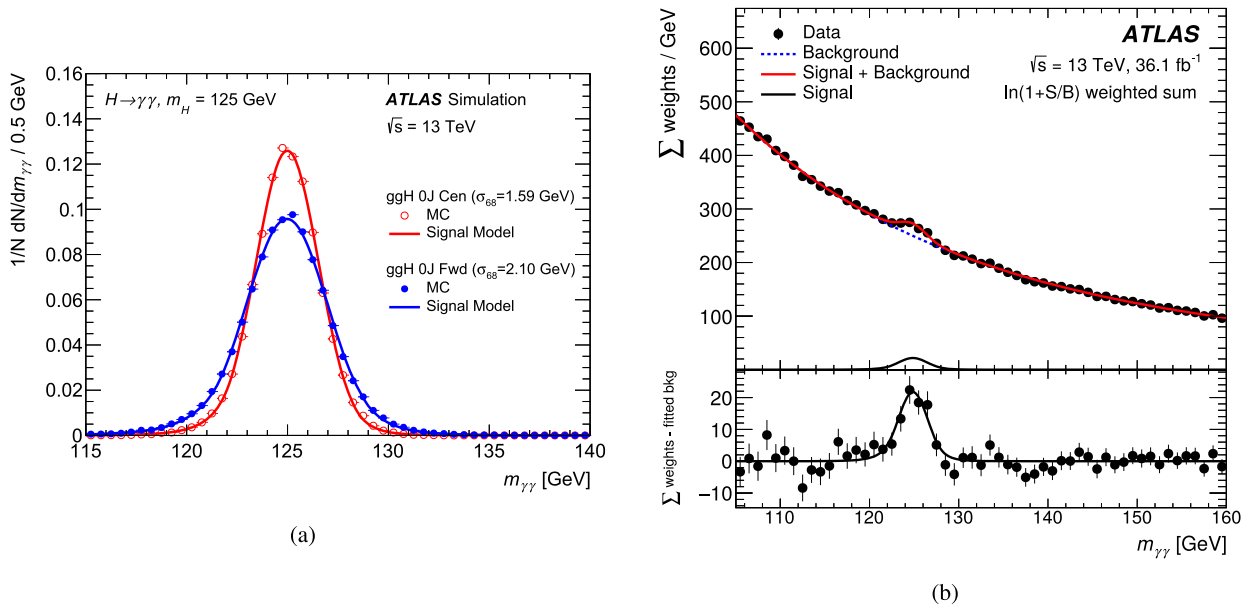 H→γγ, m_H = 125 GeV
ATLAS Simulation
√s = 13 TeV
ggH 0J Cen (σ₆₈=1.59 GeV)
MC
Signal Model
ggH 0J Fwd (σ₆₈=2.10 GeV)
MC
Signal Model
1/N dN/dm_γγ / 0.5 GeV
0.16
0.14
0.12
0.1
0.08
0.06
0.04
0.02
0
115 120 125 130 135 140
m_γγ [GeV]
(a)
Data
Background
Signal + Background
Signal
ATLAS
√s = 13 TeV, 36.1 fb⁻¹
ln(1+S/B) weighted sum
∑ weights / GeV
600
500
400
300
200
100
∑ weights - fitted bkg
20
10
0
−10
110 120 130 140 150 160
m_γγ [GeV]
(b)